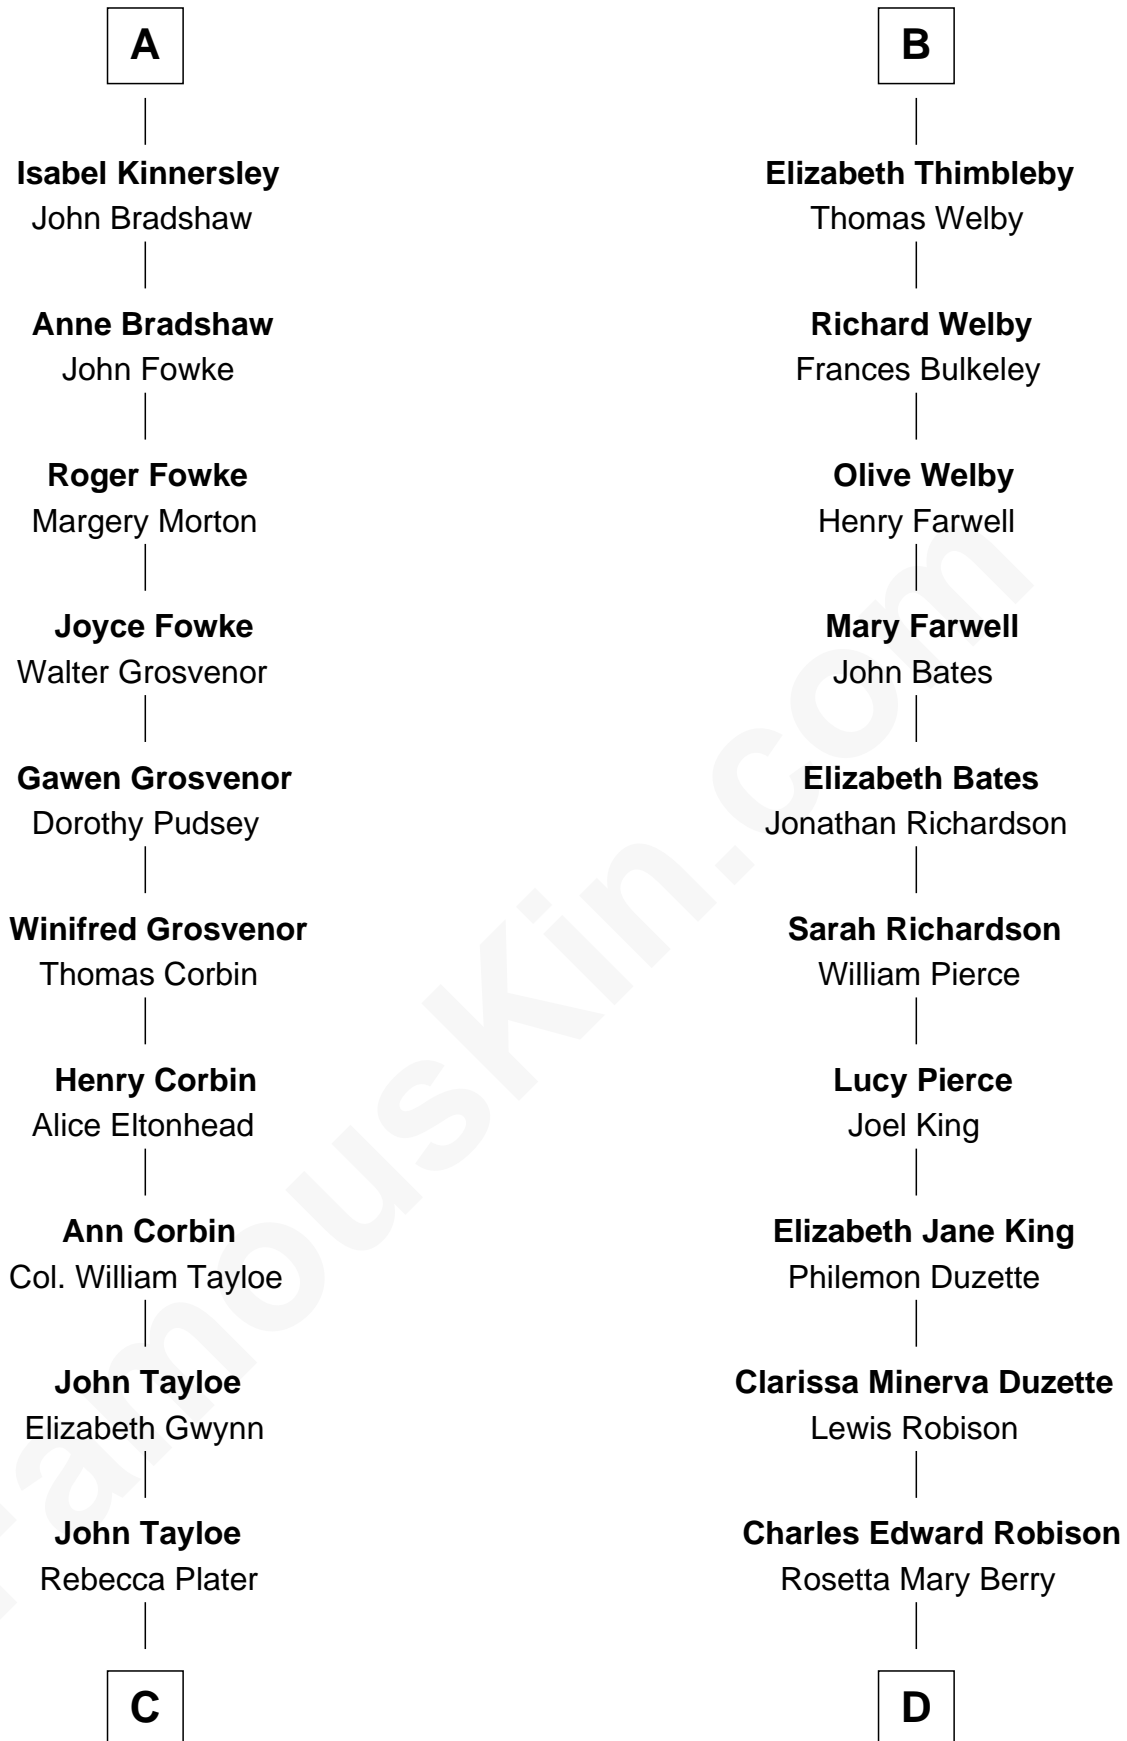 A
Isabel Kinnersley
John Bradshaw
Anne Bradshaw
John Fowke
Roger Fowke
Margery Morton
Joyce Fowke
Walter Grosvenor
Gawen Grosvenor
Dorothy Pudsey
Winifred Grosvenor
Thomas Corbin
Henry Corbin
Alice Eltonhead
Ann Corbin
Col. William Tayloe
John Tayloe
Elizabeth Gwynn
John Tayloe
Rebecca Plater
C
B
Elizabeth Thimbleby
Thomas Welby
Richard Welby
Frances Bulkeley
Olive Welby
Henry Farwell
Mary Farwell
John Bates
Elizabeth Bates
Jonathan Richardson
Sarah Richardson
William Pierce
Lucy Pierce
Joel King
Elizabeth Jane King
Philemon Duzette
Clarissa Minerva Duzette
Lewis Robison
Charles Edward Robison
Rosetta Mary Berry
D
FamousKin.com